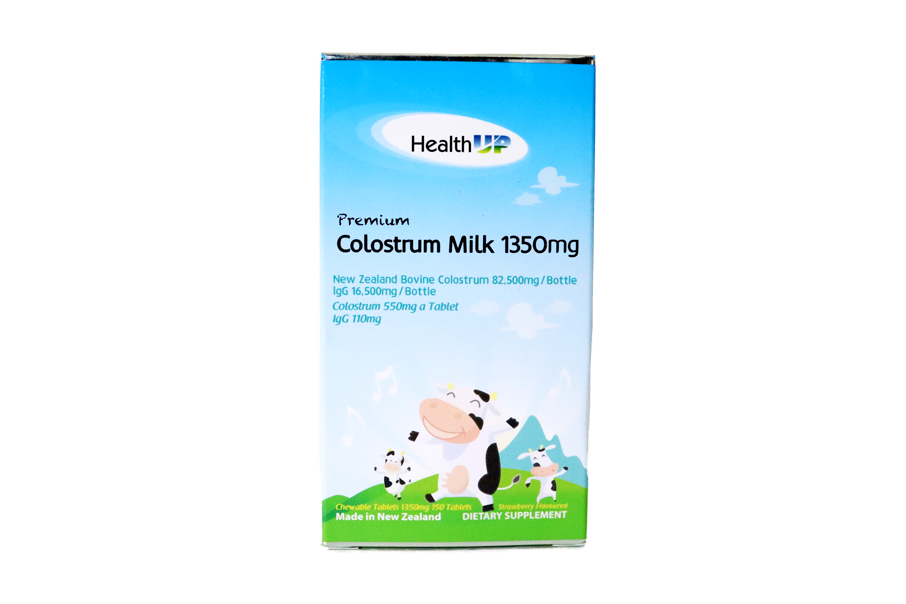 HealthUP
Premium
Colostrum Milk 1350mg
New Zealand Bovine Colostrum 82,500mg/Bottle
IgG 16,500mg/Bottle
Colostrum 550mg a Tablet
IgG 110mg
Chewable Tablets 1350mg 150 Tablets Strawberry Flavoured
Made in New Zealand DIETARY SUPPLEMENT